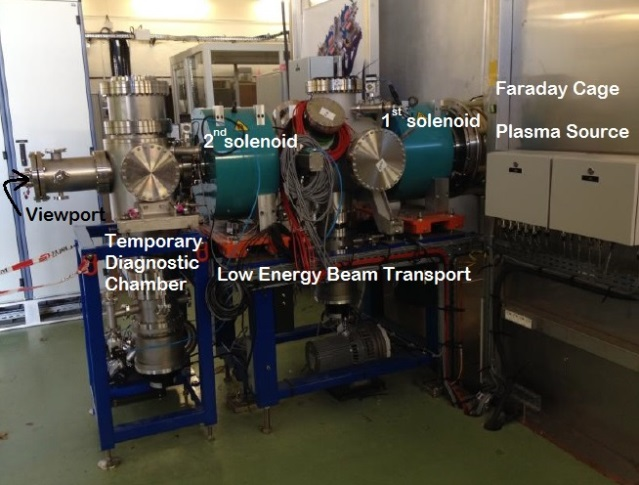 Faraday Cage
1st solenoid
Plasma Source
2nd solenoid
Viewport
Temporary
Diagnostic
Chamber
Low Energy Beam Transport